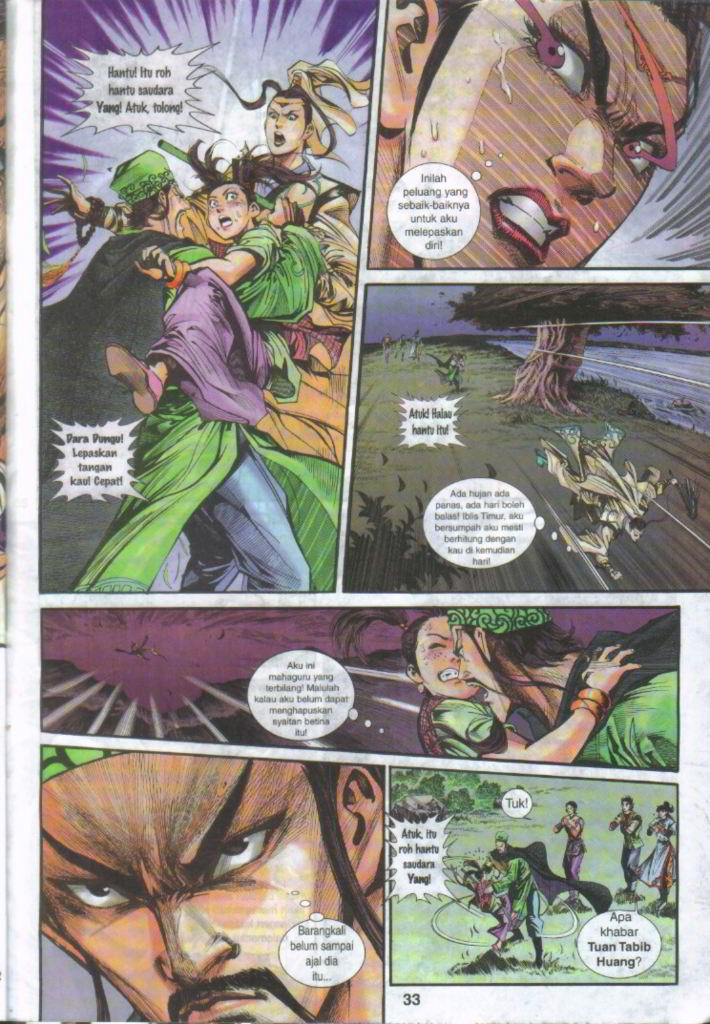 Hantu! Itu roh
hantu saudara
Yang! Atuk, tolong!
Dara Dungu!
Lepaskan
tangan
kau! Cepat!
Inilah
peluang yang
sebaik-baiknya
untuk aku
melepaskan
diri!
Atuk! Halau
hantu itu!
Ada hujan ada
panas, ada hari boleh
balas! Iblis Timur, aku
bersumpah aku mesti
berhitung dengan
kau di kemudian
hari!
Aku ini
mahaguru yang
terbilang! Malulah
kalau aku belum dapat
menghapuskan
syaitan betina
itu!
Barangkali
belum sampai
ajal dia
itu...
Tuk!
Atuk, itu
roh hantu
saudara
Yang!
Apa
khabar
Tuan Tabib
Huang?
33